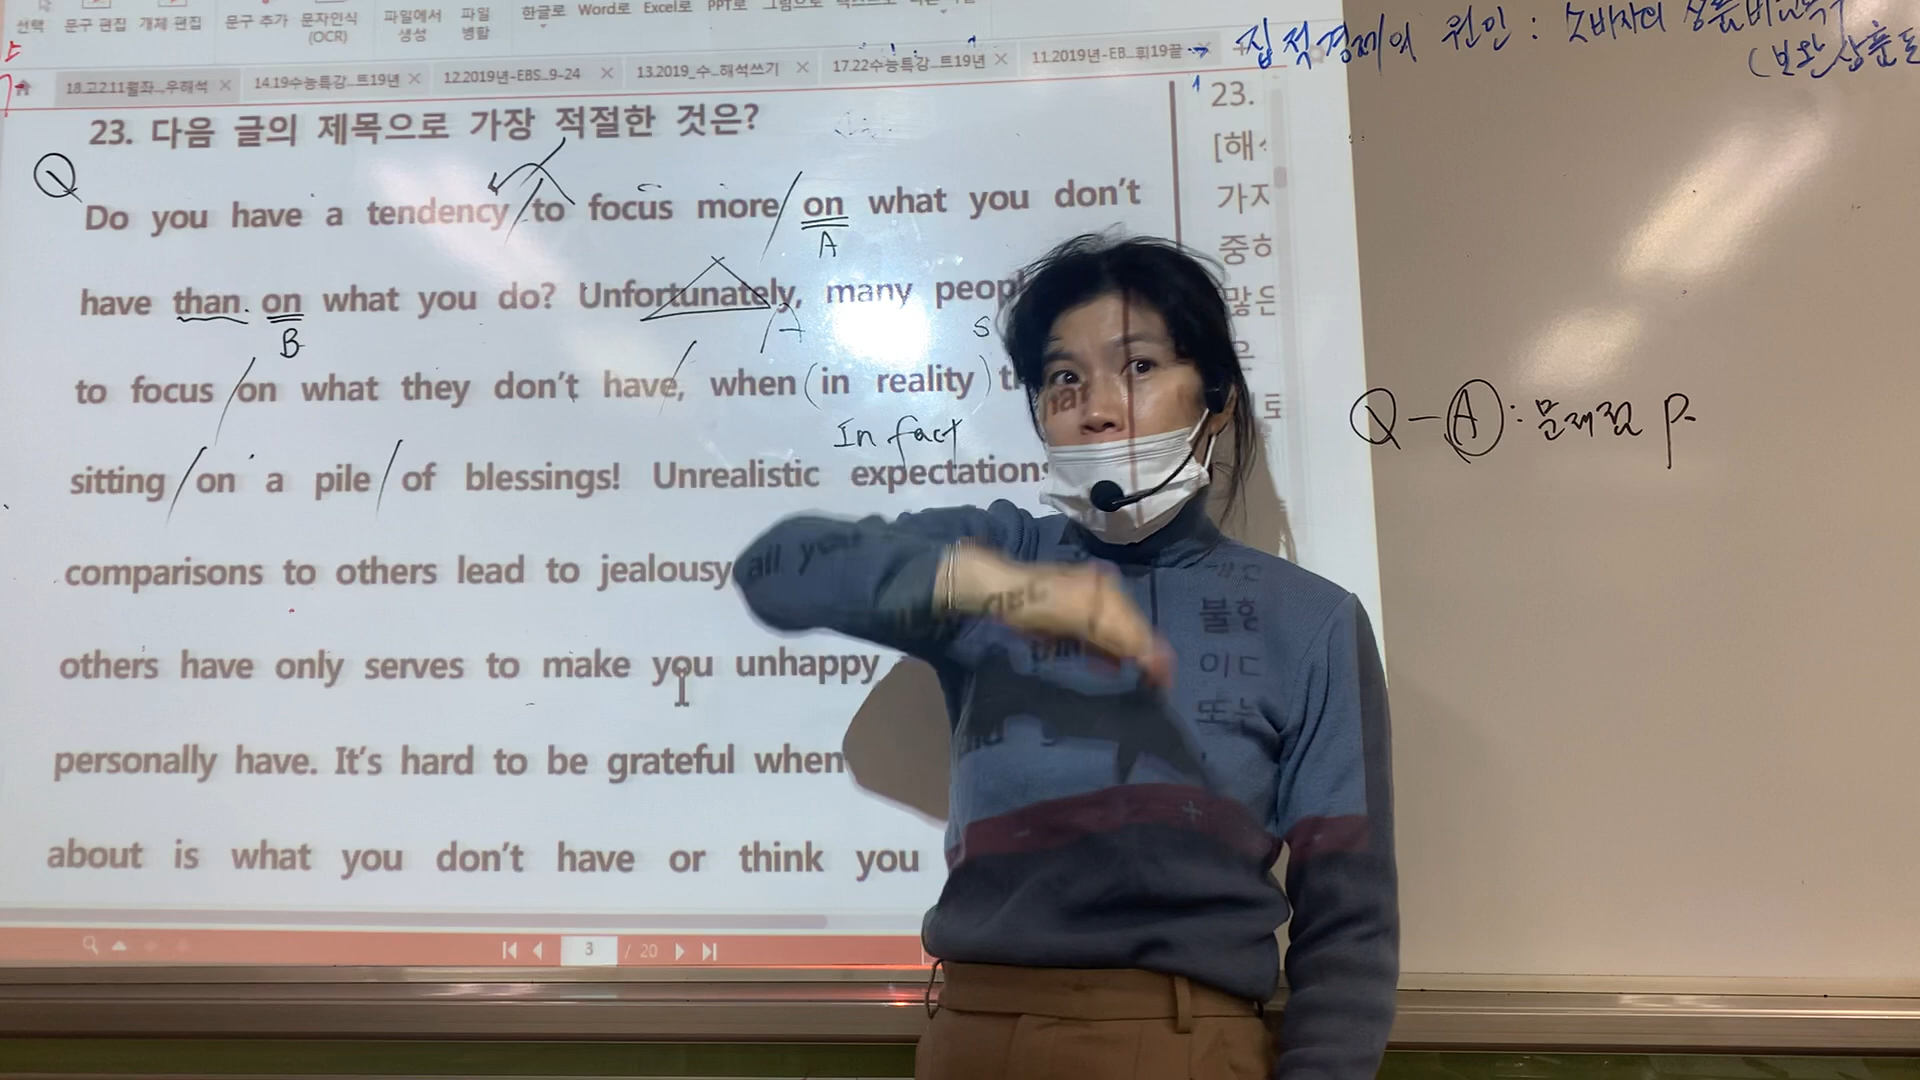 선택 문구 편집 개체 편집 문구 추가 문자인식 (OCR) 파일에서 생성 파일 병합 한글로 Word로 Excel로 PPT로
집적경제의 원인 : 소비자의
18.고2.11월좌...우해석 × 14.19수능특강...트19년 × 12.2019년-EBS...9-24 × 13.2019_수...해석쓰기 × 17.22수능특강...트19년 × 11.2019년-EB...휘19끝
23. 다음 글의 제목으로 가장 적절한 것은?
23.
Q
Do you have a tendency / to focus more / on what you don't
A
have than on what you do? Unfortunately, many
B
S
to focus / on what they don't have, when (in reality)
In fact
sitting / on a pile / of blessings! Unrealistic expectations
comparisons to others lead to jealousy
others have only serves to make you unhappy
personally have. It's hard to be grateful when
about is what you don't have or think you
3 / 20
[해
가지
많은
불행
또는
Q - A : 문제점 P.